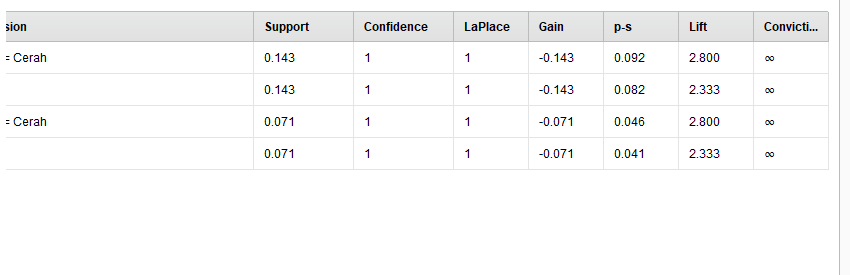 sion Support Confidence LaPlace Gain p-s Lift Convicti...
= Cerah 0.143 1 1 -0.143 0.092 2.800 ∞
0.143 1 1 -0.143 0.082 2.333 ∞
= Cerah 0.071 1 1 -0.071 0.046 2.800 ∞
0.071 1 1 -0.071 0.041 2.333 ∞